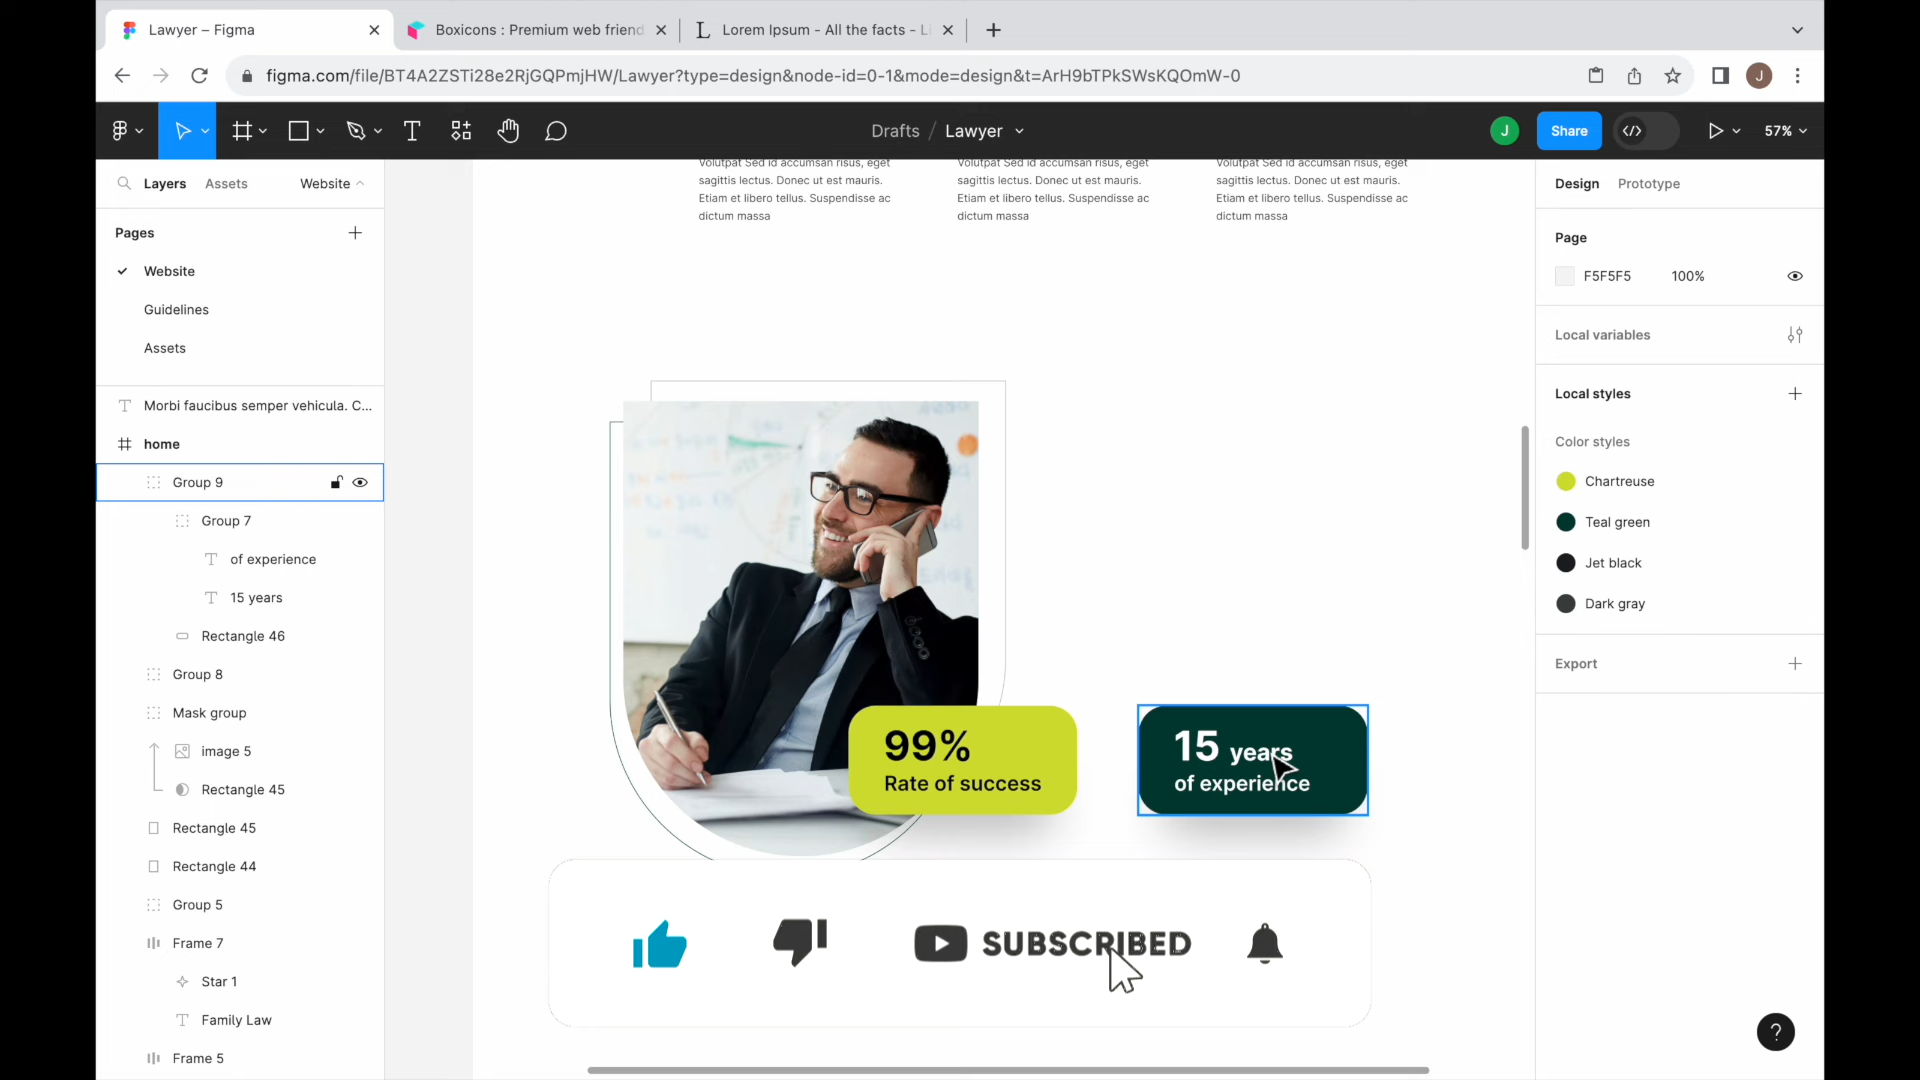 Lawyer – Figma
Boxicons : Premium web friend
Lorem Ipsum - All the facts - Li
figma.com/file/BT4A2ZSTi28e2RjGQPmjHW/Lawyer?type=design&node-id=0-1&mode=design&t=ArH9bTPkSWsKQOmW-0
J
Drafts / Lawyer
J
Share
57%
Layers
Assets
Website
Pages
Website
Guidelines
Assets
Morbi faucibus semper vehicula. C...
home
Group 9
Group 7
of experience
15 years
Rectangle 46
Group 8
Mask group
image 5
Rectangle 45
Rectangle 45
Rectangle 44
Group 5
Frame 7
Star 1
Family Law
Frame 5
Volutpat Sed id accumsan risus, eget
sagittis lectus. Donec ut est mauris.
Etiam et libero tellus. Suspendisse ac
dictum massa
Volutpat Sed id accumsan risus, eget
sagittis lectus. Donec ut est mauris.
Etiam et libero tellus. Suspendisse ac
dictum massa
Volutpat Sed id accumsan risus, eget
sagittis lectus. Donec ut est mauris.
Etiam et libero tellus. Suspendisse ac
dictum massa
99%
Rate of success
15 years
of experience
SUBSCRIBED
Design
Prototype
Page
F5F5F5 100%
Local variables
Local styles
Color styles
Chartreuse
Teal green
Jet black
Dark gray
Export
?